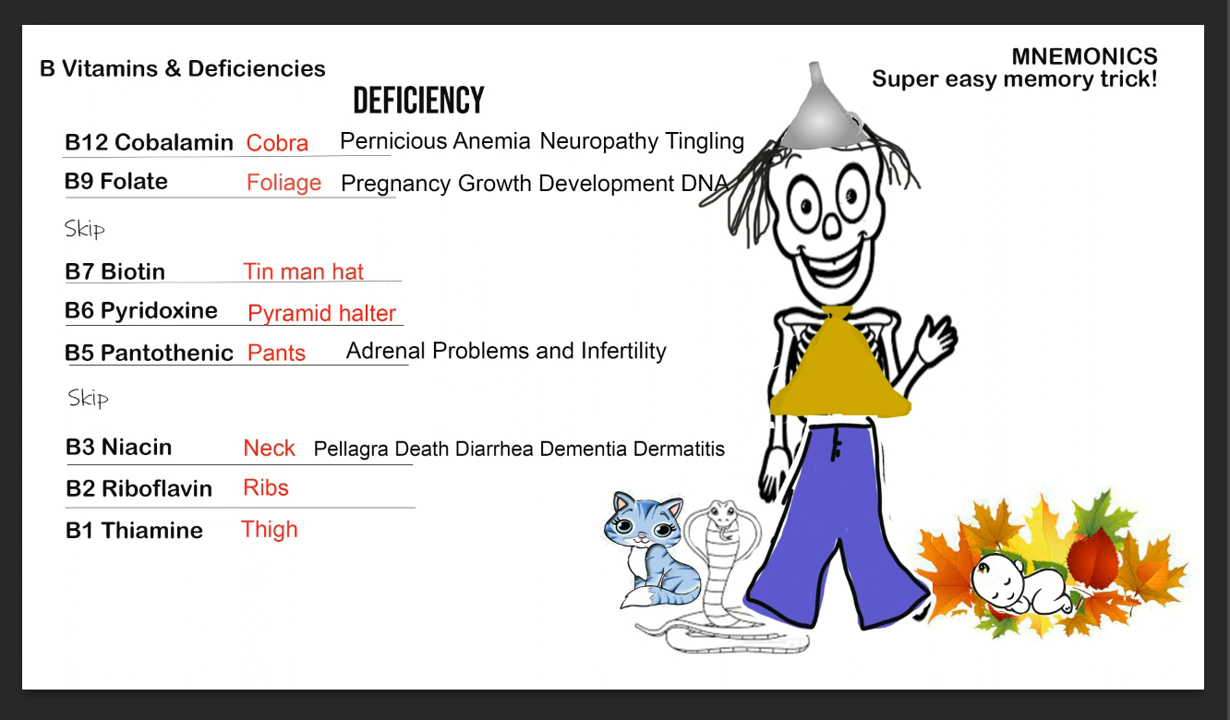 B Vitamins & Deficiencies
MNEMONICS
Super easy memory trick!
DEFICIENCY
B12 Cobalamin Cobra Pernicious Anemia Neuropathy Tingling
B9 Folate Foliage Pregnancy Growth Development DNA
Skip
B7 Biotin Tin man hat
B6 Pyridoxine Pyramid halter
B5 Pantothenic Pants Adrenal Problems and Infertility
Skip
B3 Niacin Neck Pellagra Death Diarrhea Dementia Dermatitis
B2 Riboflavin Ribs
B1 Thiamine Thigh